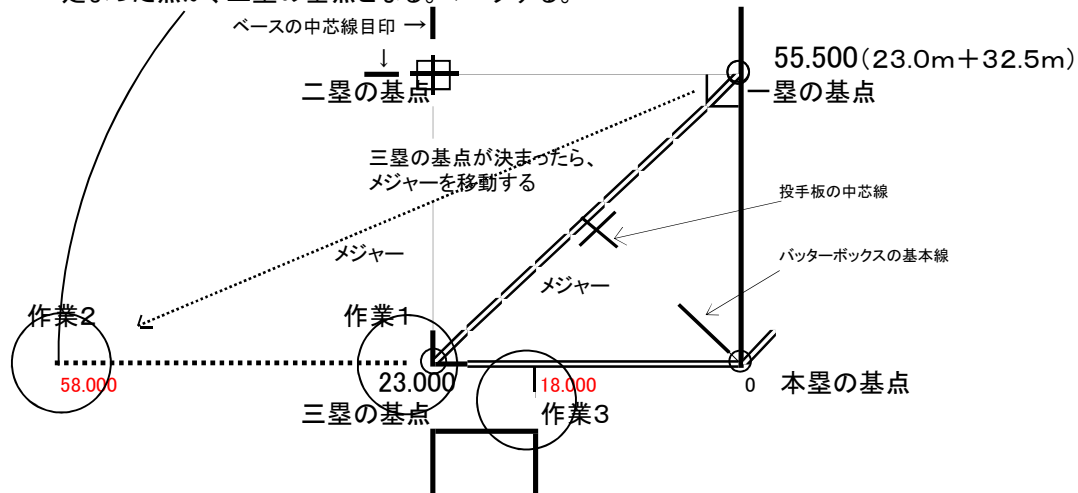 ベースの中芯線目印 →
↓
55.500(23.0m+32.5m)
二塁の基点
一塁の基点
三塁の基点が決まったら、
メジャーを移動する
投手板の中芯線
メジャー
バッターボックスの基本線
メジャー
作業2
作業1
58.000
23.000
18.000
0
本塁の基点
三塁の基点
作業3